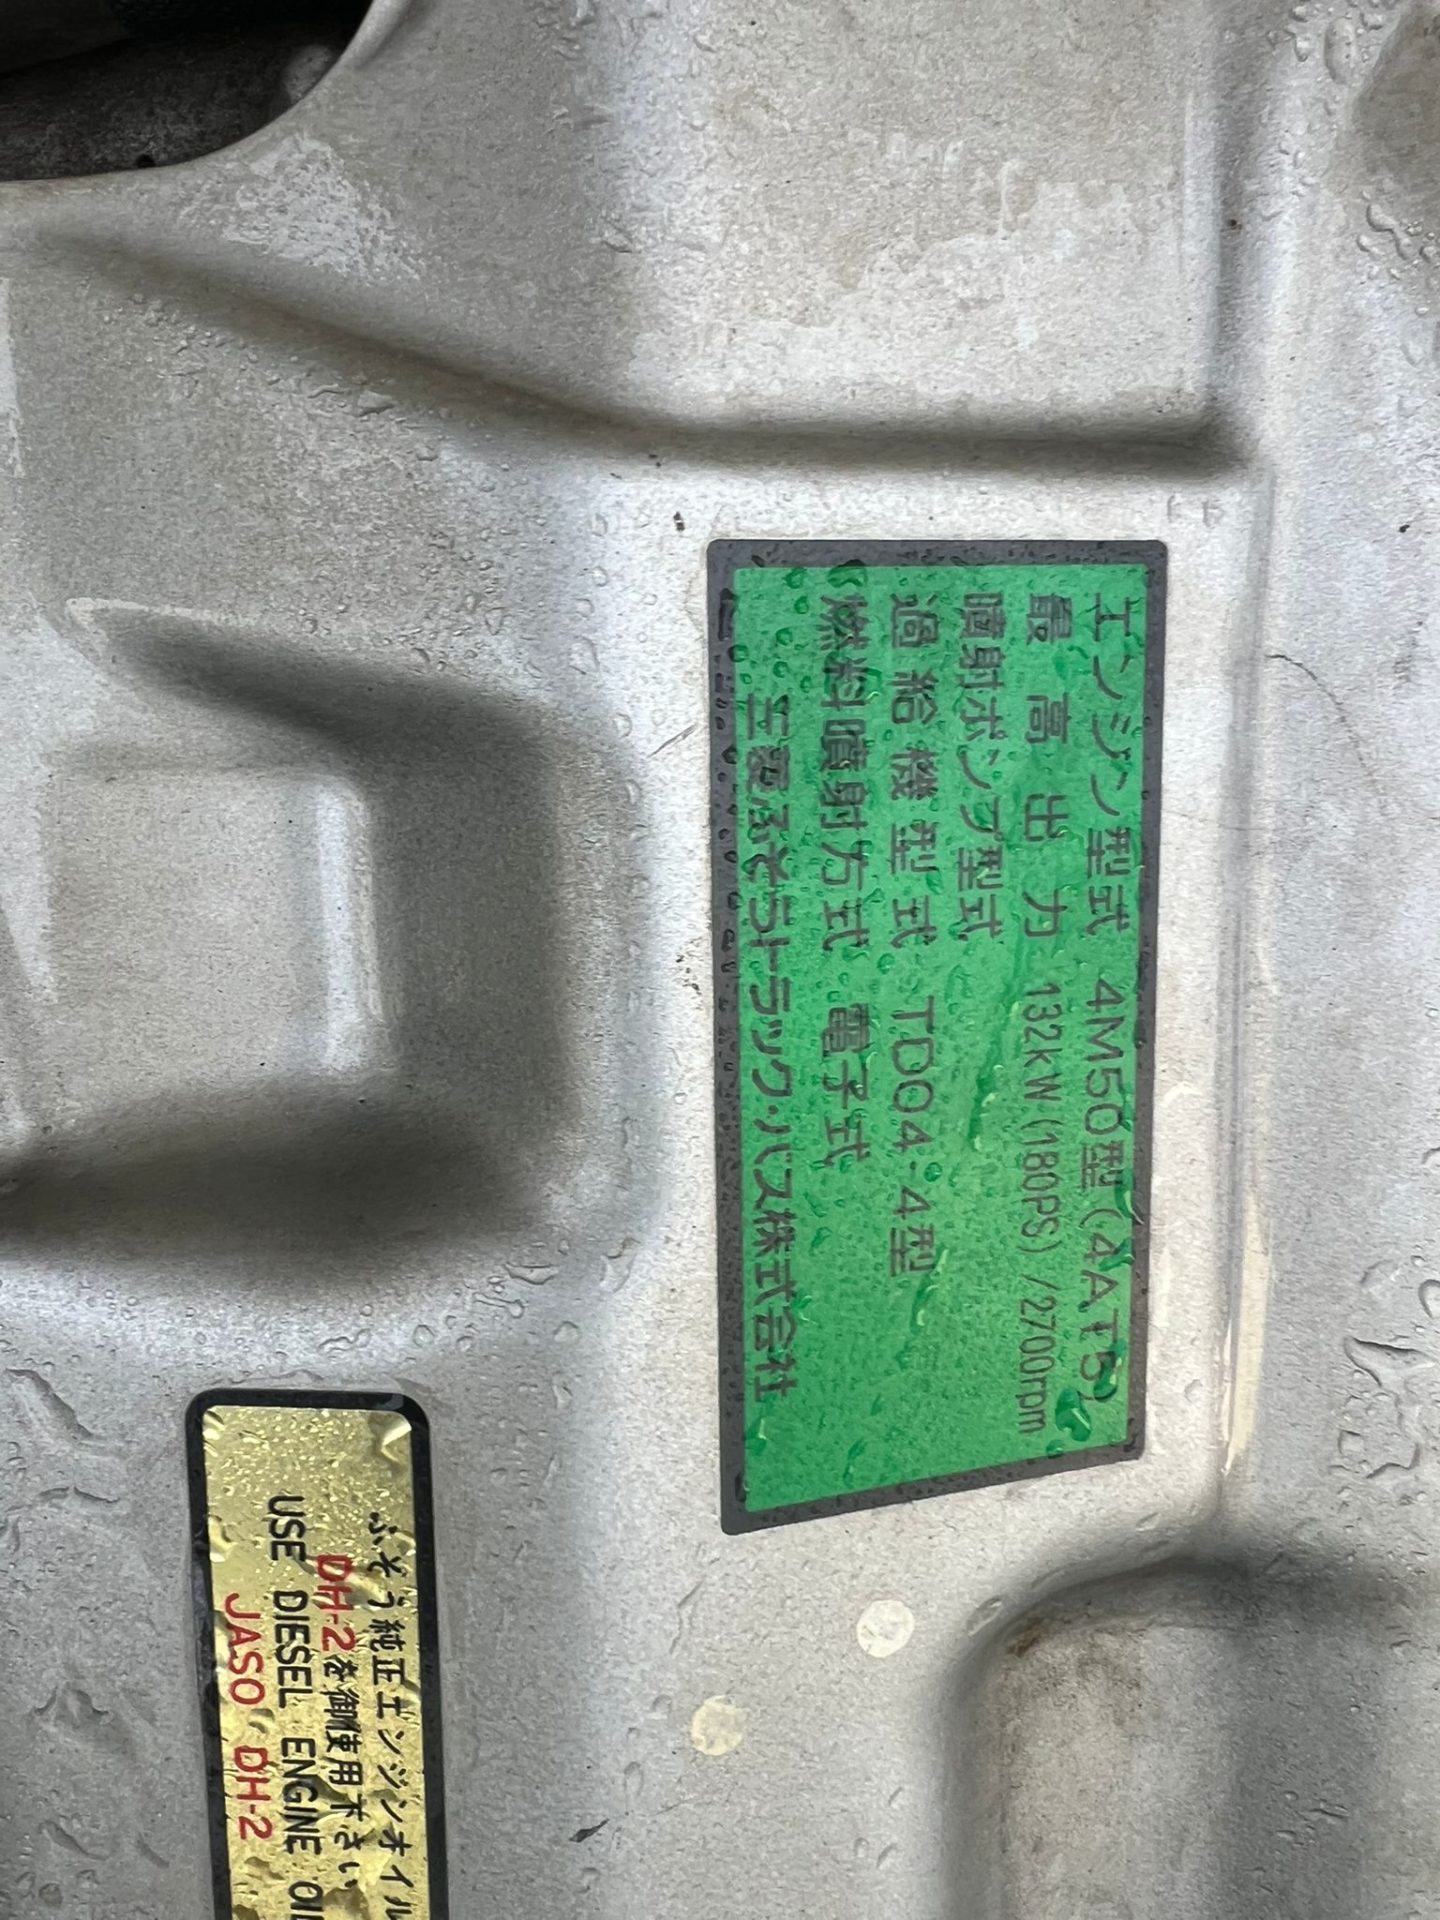 エンジン型式 4M50型(4AT5)
最高出力 132kW(180PS)/2700rpm
噴射ポンプ型式
過給機型式 TD04-4型
燃料噴射方式 電子式
三菱ふそうトラック・バス株式会社
ふそう純正エンジンオイル
DH-2を御使用下さい
USE DIESEL ENGINE OIL
JASO DH-2